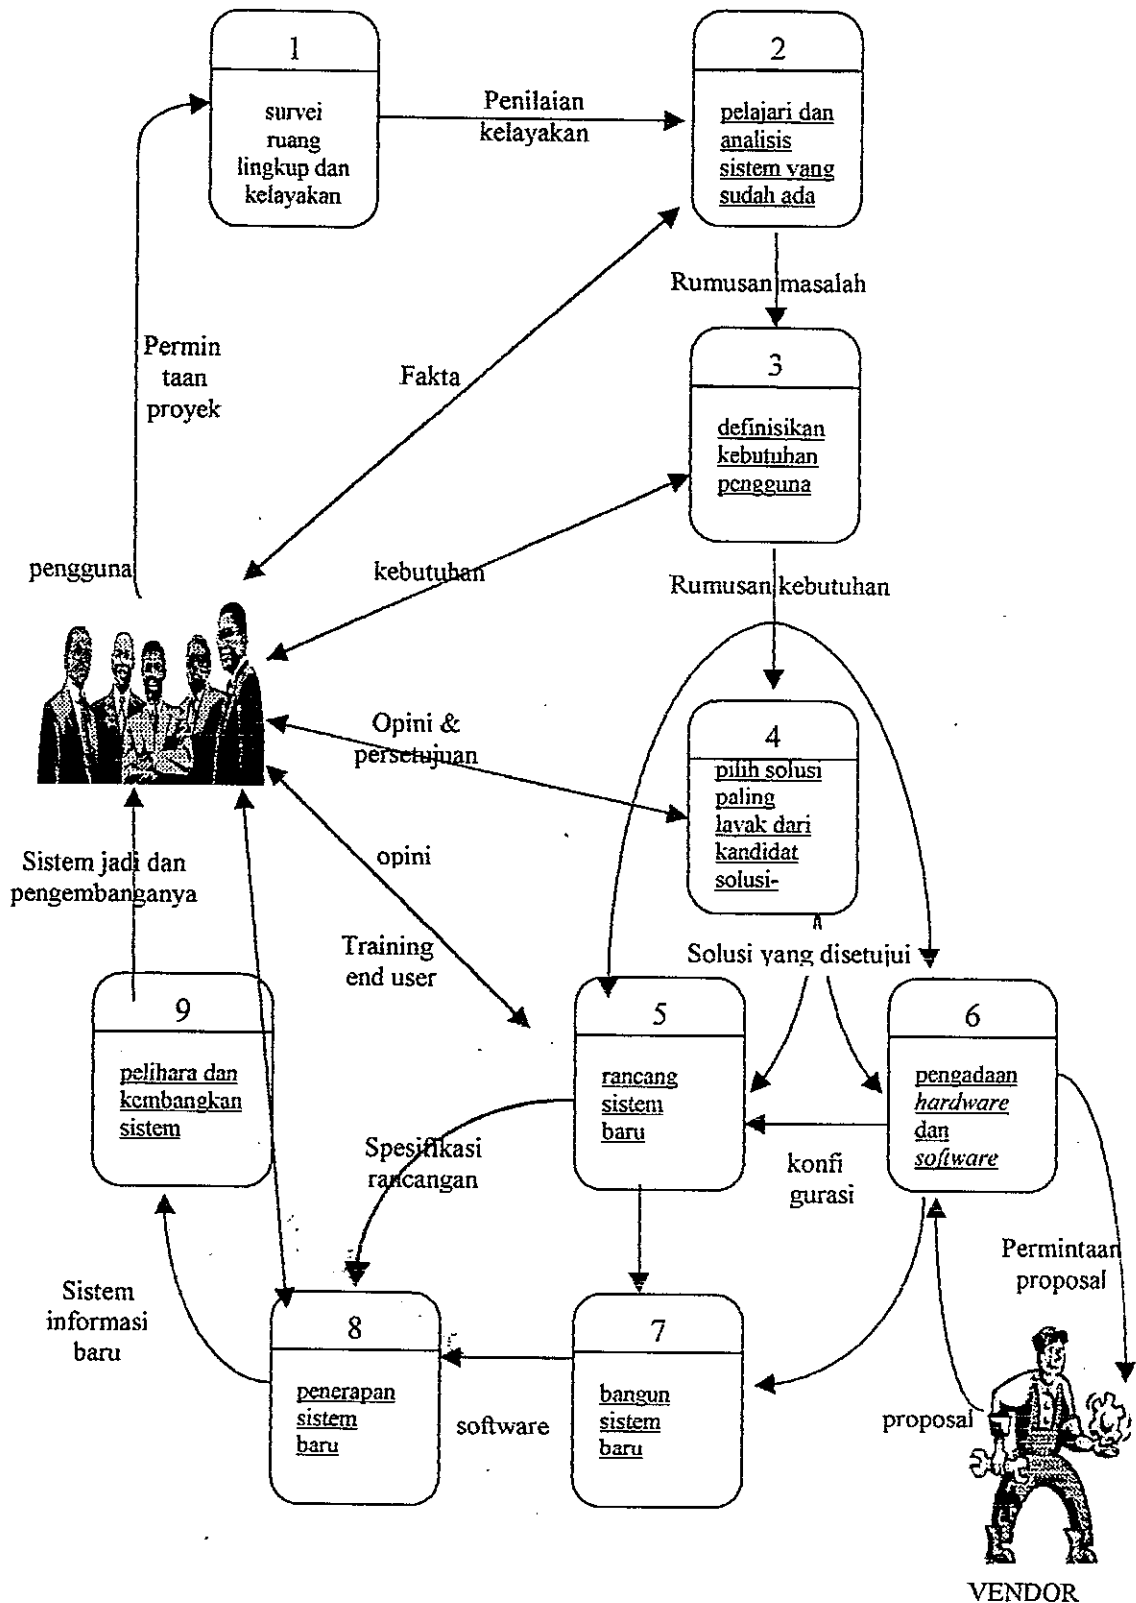 1
survei
ruang
lingkup dan
kelayakan
Penilaian
kelayakan
2
pelajari dan
analisis
sistem yang
sudah ada
Rumusan masalah
Permin
taan
proyek
Fakta
3
definisikan
kebutuhan
pengguna
pengguna
kebutuhan
Rumusan kebutuhan
Opini &
persetujuan
4
pilih solusi
paling
layak dari
kandidat
solusi-
Sistem jadi dan
pengembanganya
opini
Training
end user
Solusi yang disetujui
9
pelihara dan
kembangkan
sistem
5
rancang
sistem
baru
6
pengadaan
hardware
dan
software
Spesifikasi
rancangan
konfi
gurasi
Permintaan
proposal
Sistem
informasi
baru
8
penerapan
sistem
baru
software
7
bangun
sistem
baru
proposal
VENDOR